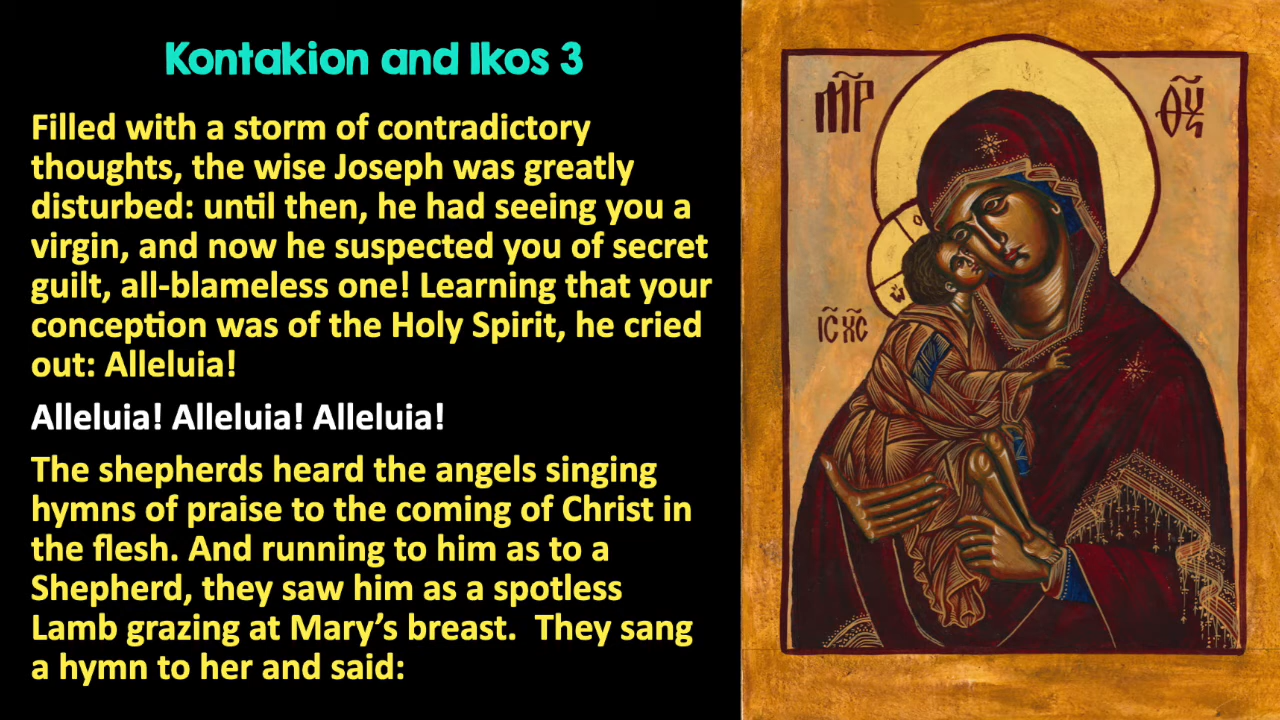 Kontakion and Ikos 3
Filled with a storm of contradictory
thoughts, the wise Joseph was greatly
disturbed: until then, he had seeing you a
virgin, and now he suspected you of secret
guilt, all-blameless one! Learning that your
conception was of the Holy Spirit, he cried
out: Alleluia!
Alleluia! Alleluia! Alleluia!
The shepherds heard the angels singing
hymns of praise to the coming of Christ in
the flesh. And running to him as to a
Shepherd, they saw him as a spotless
Lamb grazing at Mary’s breast.  They sang
a hymn to her and said:
М҃Р Ѳ҃Ѵ
І҃С Х҃С